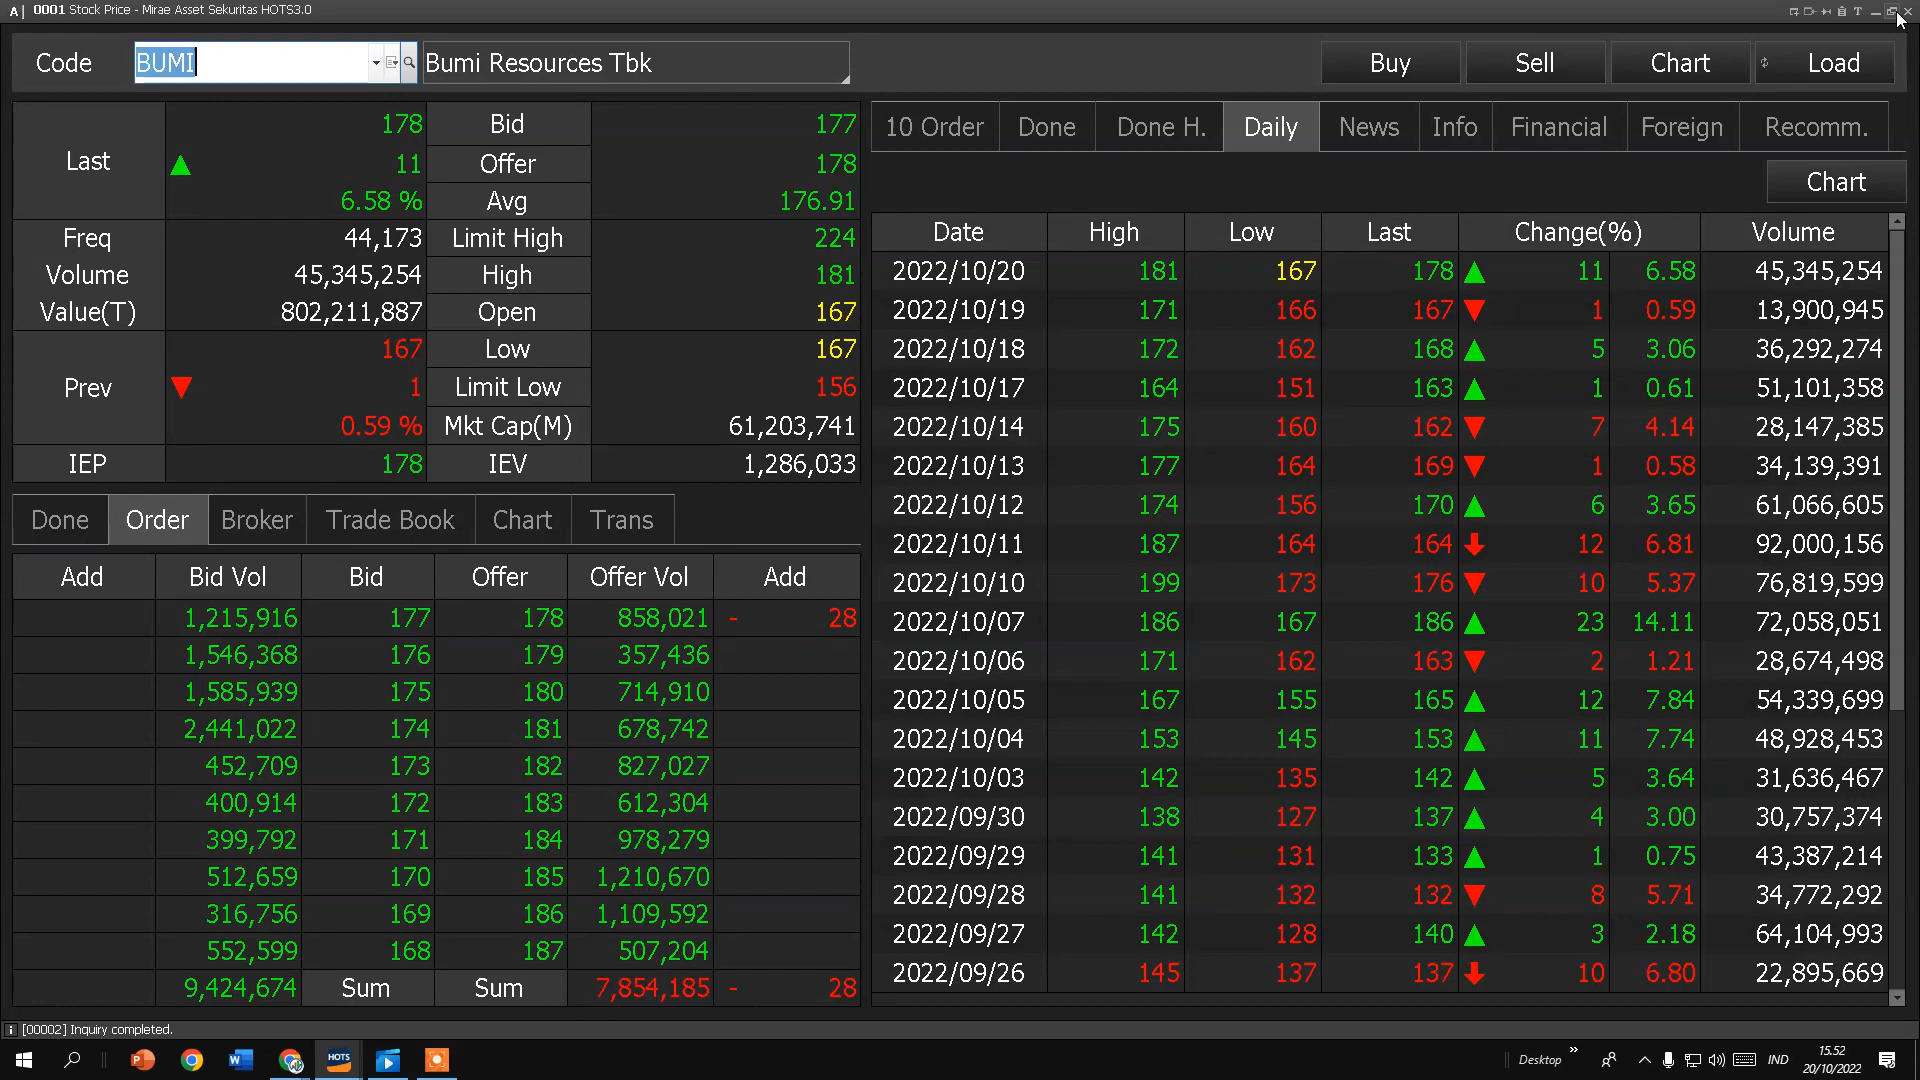 A| 0001 Stock Price - Mirae Asset Sekuritas HOTS3.0
Code BUMI Bumi Resources Tbk Buy Sell Chart Load
Last 178 Bid 177
11 Offer 178
6.58 % Avg 176.91
Freq 44,173 Limit High 224
Volume 45,345,254 High 181
Value(T) 802,211,887 Open 167
Prev 167 Low 167
1 Limit Low 156
0.59 % Mkt Cap(M) 61,203,741
IEP 178 IEV 1,286,033
Done Order Broker Trade Book Chart Trans
Add Bid Vol Bid Offer Offer Vol Add
1,215,916 177 178 858,021 - 28
1,546,368 176 179 357,436
1,585,939 175 180 714,910
2,441,022 174 181 678,742
452,709 173 182 827,027
400,914 172 183 612,304
399,792 171 184 978,279
512,659 170 185 1,210,670
316,756 169 186 1,109,592
552,599 168 187 507,204
9,424,674 Sum Sum 7,854,185 - 28
10 Order Done Done H. Daily News Info Financial Foreign Recomm.
Chart
Date High Low Last Change(%) Volume
2022/10/20 181 167 178 ▲ 11 6.58 45,345,254
2022/10/19 171 166 167 ▼ 1 0.59 13,900,945
2022/10/18 172 162 168 ▲ 5 3.06 36,292,274
2022/10/17 164 151 163 ▲ 1 0.61 51,101,358
2022/10/14 175 160 162 ▼ 7 4.14 28,147,385
2022/10/13 177 164 169 ▼ 1 0.58 34,139,391
2022/10/12 174 156 170 ▲ 6 3.65 61,066,605
2022/10/11 187 164 164 ⬇ 12 6.81 92,000,156
2022/10/10 199 173 176 ▼ 10 5.37 76,819,599
2022/10/07 186 167 186 ▲ 23 14.11 72,058,051
2022/10/06 171 162 163 ▼ 2 1.21 28,674,498
2022/10/05 167 155 165 ▲ 12 7.84 54,339,699
2022/10/04 153 145 153 ▲ 11 7.74 48,928,453
2022/10/03 142 135 142 ▲ 5 3.64 31,636,467
2022/09/30 138 127 137 ▲ 4 3.00 30,757,374
2022/09/29 141 131 133 ▲ 1 0.75 43,387,214
2022/09/28 141 132 132 ▼ 8 5.71 34,772,292
2022/09/27 142 128 140 ▲ 3 2.18 64,104,993
2022/09/26 145 137 137 ⬇ 10 6.80 22,895,669
[00002] Inquiry completed.
HOTS Desktop » IND 15.52
20/10/2022